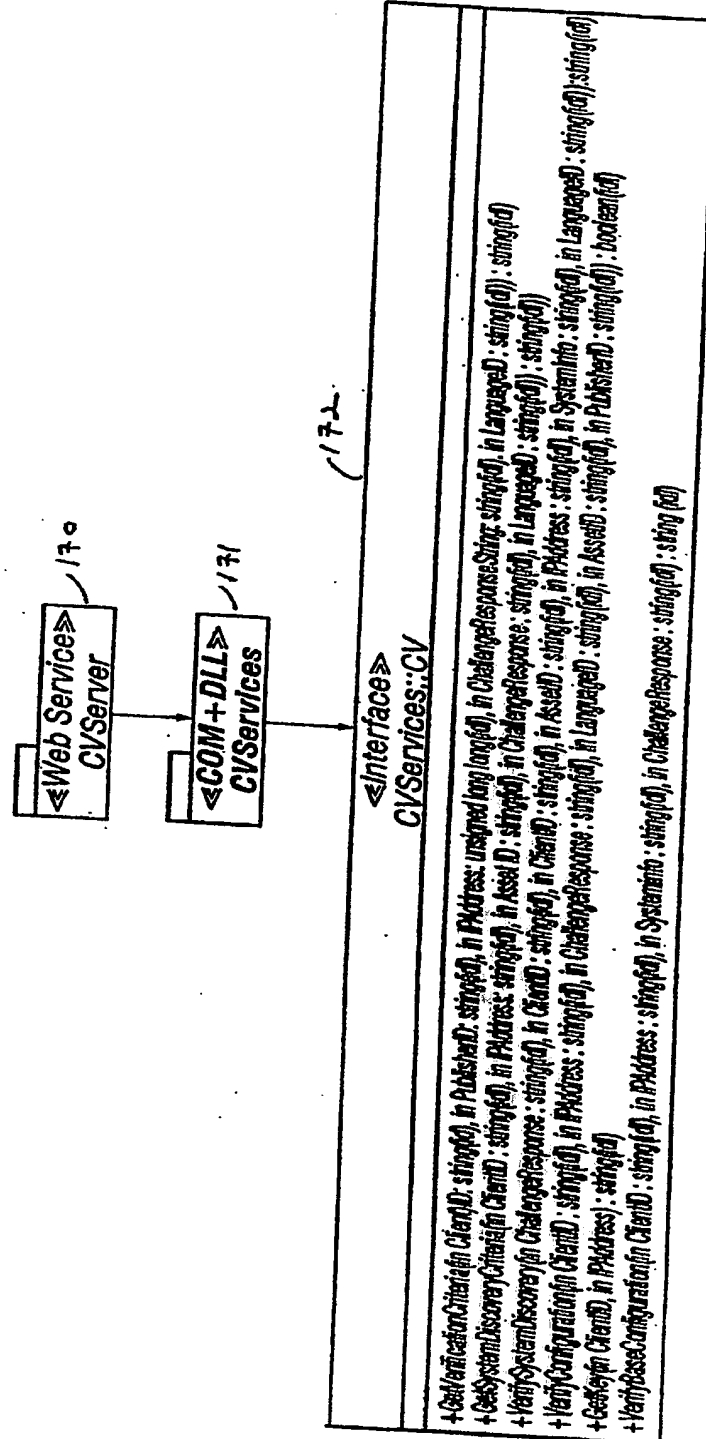 «Web Service»
CVServer
170
«COM+DLL»
CVServices
171
172
«Interface»
CVServices::CV
+GetVerificationCriteria(in ClientID: string(idl), in PublisherID: string(idl), in IPAddress: unsigned long long(idl), in ChallengeResponseString: string(idl), in LanguageID: string(idl)) : string(idl)
+GetSystemDiscoveryCriteria(in ClientID : string(idl), in IPAddress: string(idl), in Asset ID : string(idl), in ChallengeResponse : string(idl), in LanguageID : string(idl)) : string(idl))
+VerifySystemDiscovery(in ChallengeResponse : string(idl), in ClientID : string(idl), in ClientID : string(idl), in AssetID : string(idl), in IPAddress : string(idl), in SystemInfo : string(idl), in LanguageID : string(idl)):string(idl)
+VerifyConfiguration(in ClientID : string(idl), in IPAddress : string(idl), in ChallengeResponse : string(idl), in LanguageID : string(idl), in AssetID : string(idl), in PublisherID : string(idl)) : boolean(idl)
+GetKey(in ClientID, in IPAddress) : string(idl)
+VerifyBaseConfiguration(in ClientID : string(idl), in IPAddress : string(idl), in SystemInfo : string(idl), in ChallengeResponse : string(idl) : string (idl)